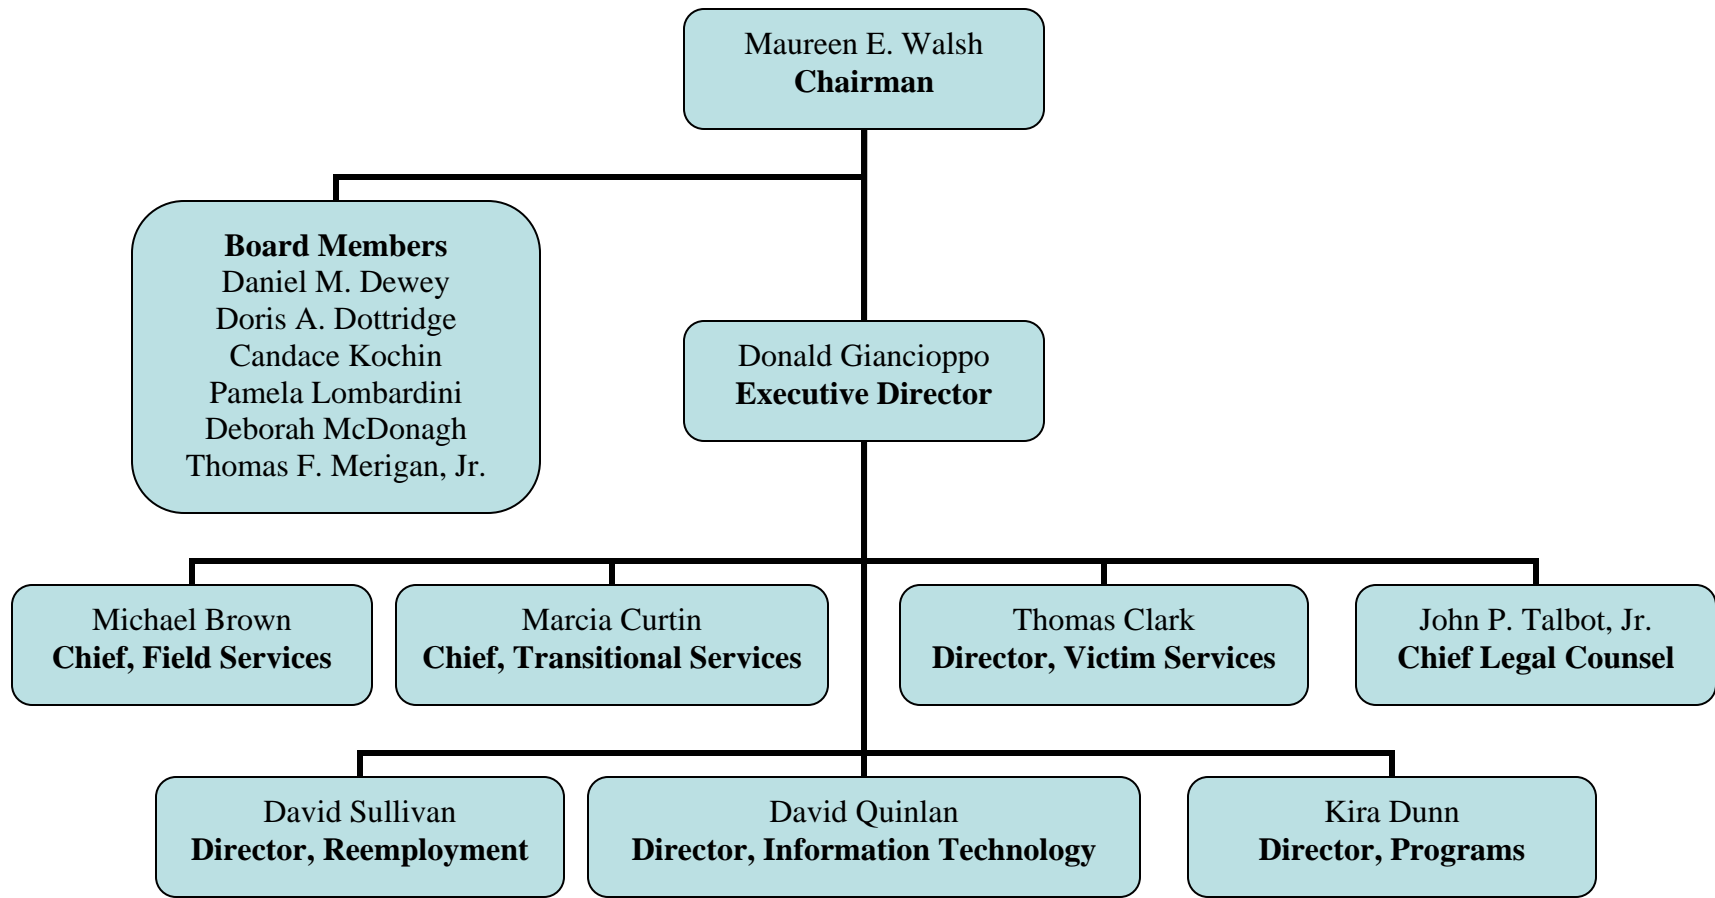 Maureen E. Walsh
Chairman
Board Members
Daniel M. Dewey
Doris A. Dottridge
Candace Kochin
Pamela Lombardini
Deborah McDonagh
Thomas F. Merigan, Jr.
Donald Giancioppo
Executive Director
Michael Brown
Chief, Field Services
Marcia Curtin
Chief, Transitional Services
Thomas Clark
Director, Victim Services
John P. Talbot, Jr.
Chief Legal Counsel
David Sullivan
Director, Reemployment
David Quinlan
Director, Information Technology
Kira Dunn
Director, Programs